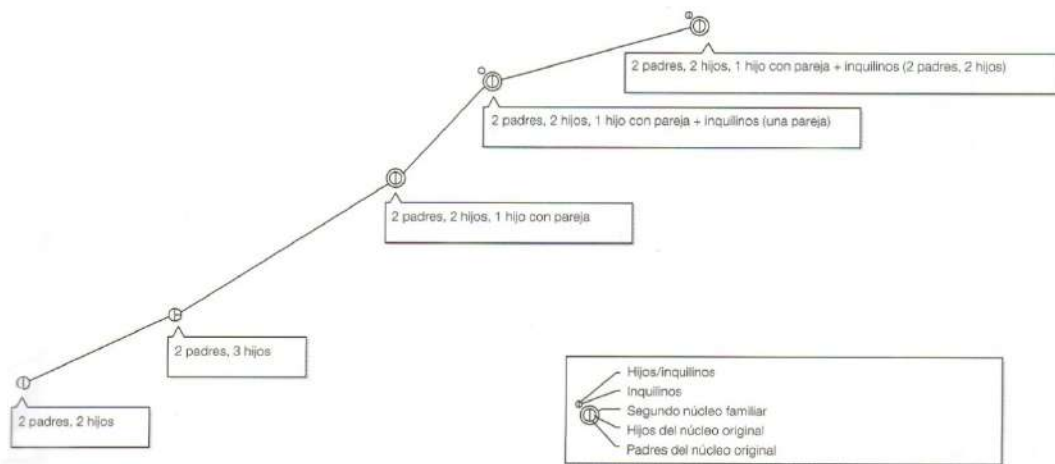 2 padres, 2 hijos, 1 hijo con pareja + inquilinos (2 padres, 2 hijos)
2 padres, 2 hijos, 1 hijo con pareja + inquilinos (una pareja)
2 padres, 2 hijos, 1 hijo con pareja
2 padres, 3 hijos
2 padres, 2 hijos
Hijos/inquilinos
Inquilinos
Segundo núcleo familiar
Hijos del núcleo original
Padres del núcleo original